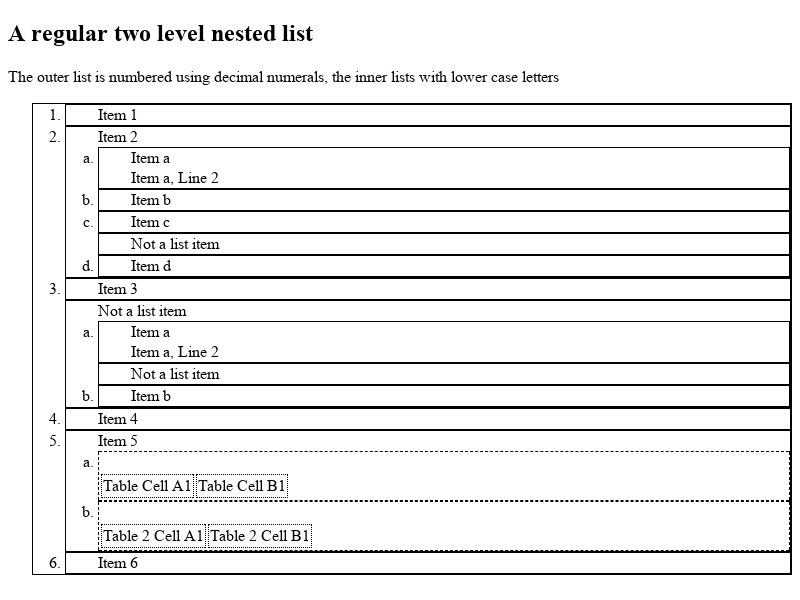 A regular two level nested list
The outer list is numbered using decimal numerals, the inner lists with lower case letters
1. Item 1
2. Item 2
a. Item a
Item a, Line 2
b. Item b
c. Item c
Not a list item
d. Item d
3. Item 3
Not a list item
a. Item a
Item a, Line 2
Not a list item
b. Item b
4. Item 4
5. Item 5
a.
Table Cell A1 Table Cell B1
b.
Table 2 Cell A1 Table 2 Cell B1
6. Item 6